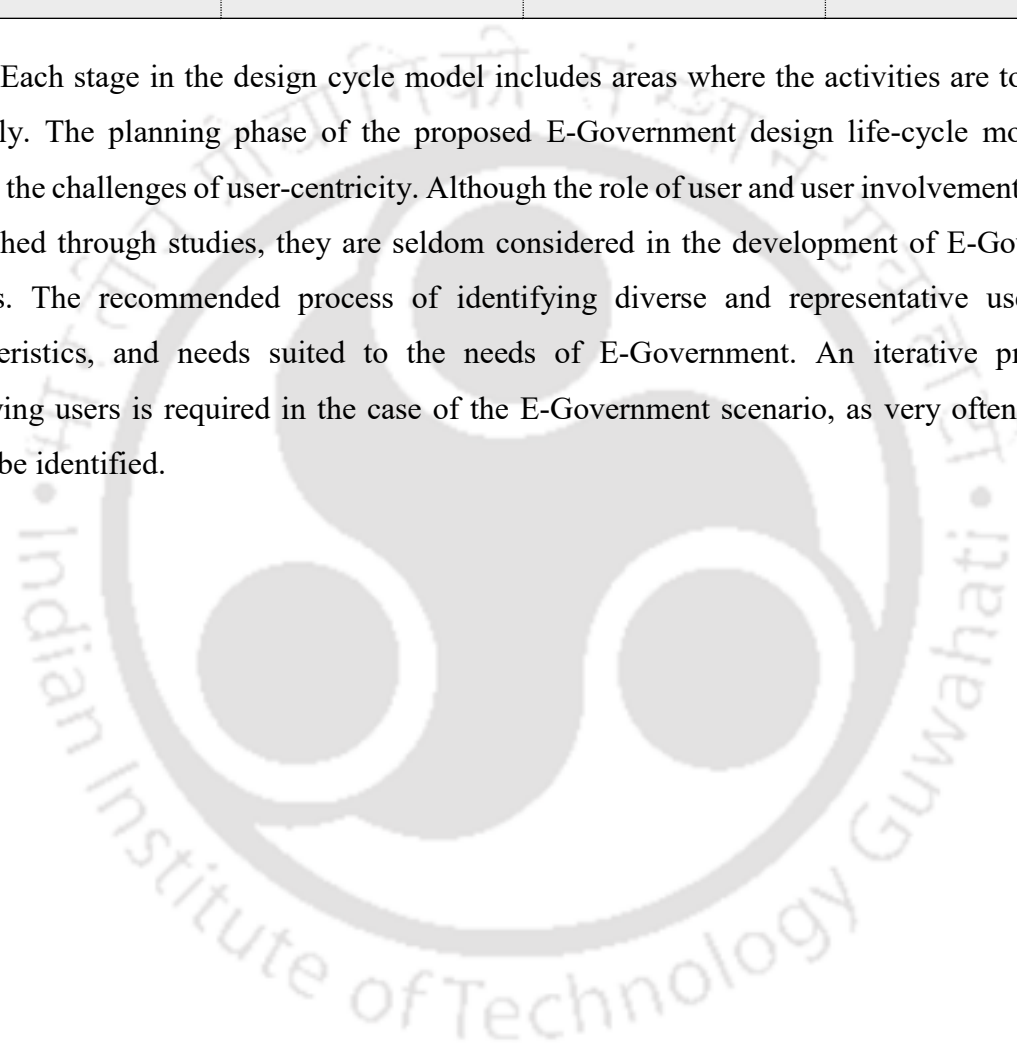 Each stage in the design cycle model includes areas where the activities are to
ly. The planning phase of the proposed E-Government design life-cycle mo
the challenges of user-centricity. Although the role of user and user involvement
hed through studies, they are seldom considered in the development of E-Gov
s. The recommended process of identifying diverse and representative use
eristics, and needs suited to the needs of E-Government. An iterative pr
ving users is required in the case of the E-Government scenario, as very often
be identified.
Indian Institute of Technology Guwahati